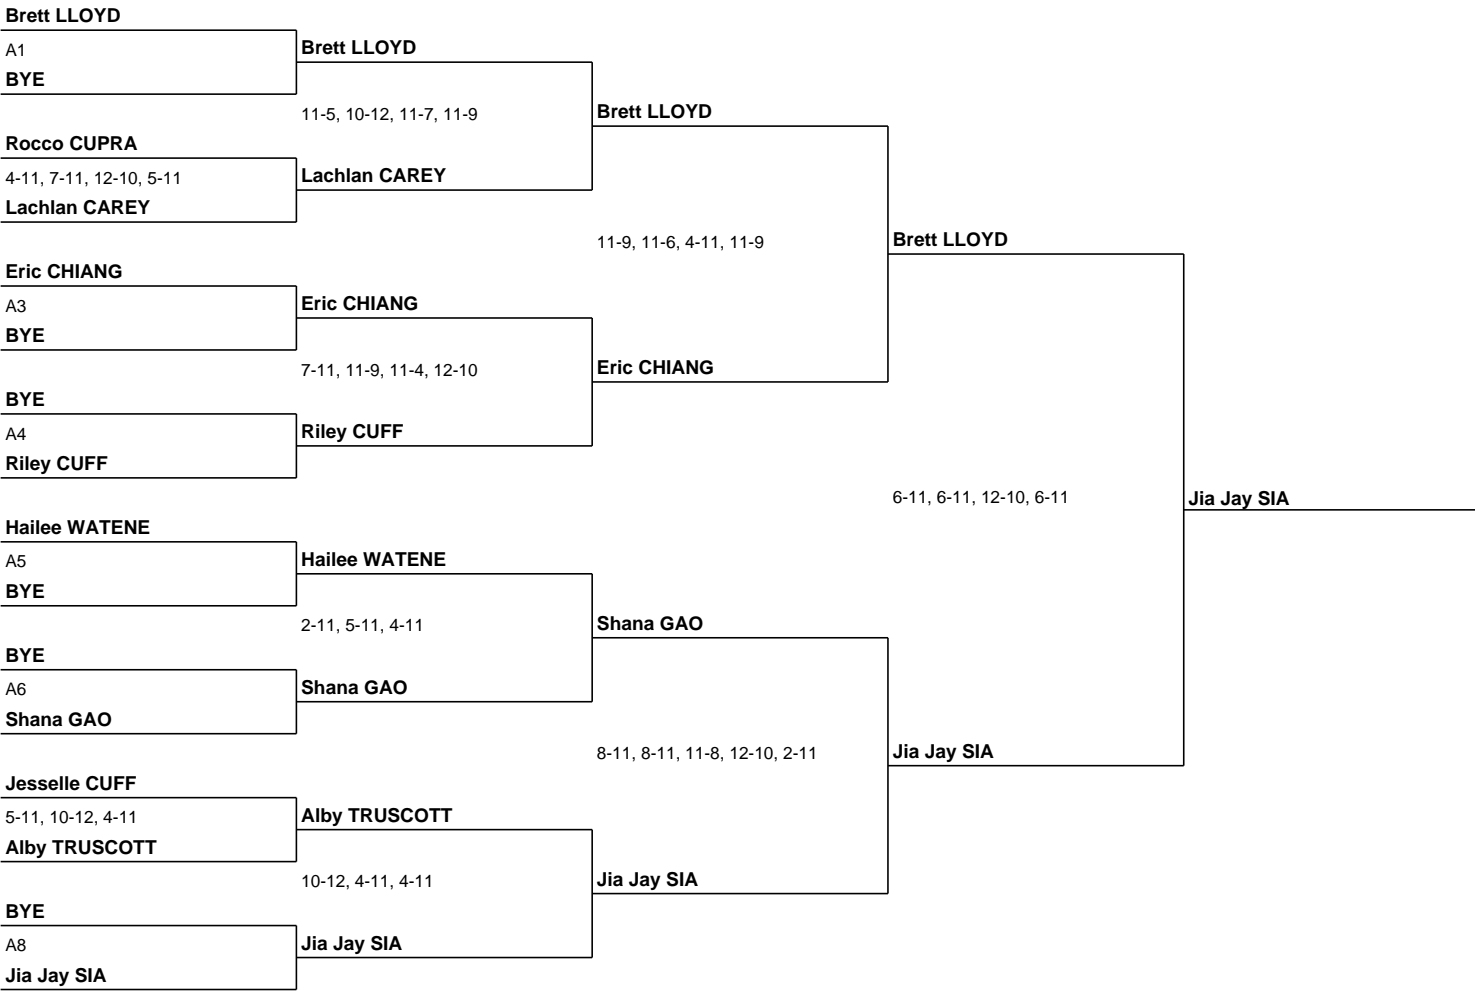 Brett LLOYD
A1
BYE
Rocco CUPRA
4-11, 7-11, 12-10, 5-11
Lachlan CAREY
Eric CHIANG
A3
BYE
BYE
A4
Riley CUFF
Hailee WATENE
A5
BYE
BYE
A6
Shana GAO
Jesselle CUFF
5-11, 10-12, 4-11
Alby TRUSCOTT
BYE
A8
Jia Jay SIA
Brett LLOYD
11-5, 10-12, 11-7, 11-9
Lachlan CAREY
Eric CHIANG
7-11, 11-9, 11-4, 12-10
Riley CUFF
Hailee WATENE
2-11, 5-11, 4-11
Shana GAO
Alby TRUSCOTT
10-12, 4-11, 4-11
Jia Jay SIA
Brett LLOYD
11-9, 11-6, 4-11, 11-9
Eric CHIANG
Shana GAO
8-11, 8-11, 11-8, 12-10, 2-11
Jia Jay SIA
Brett LLOYD
6-11, 6-11, 12-10, 6-11
Jia Jay SIA
Jia Jay SIA